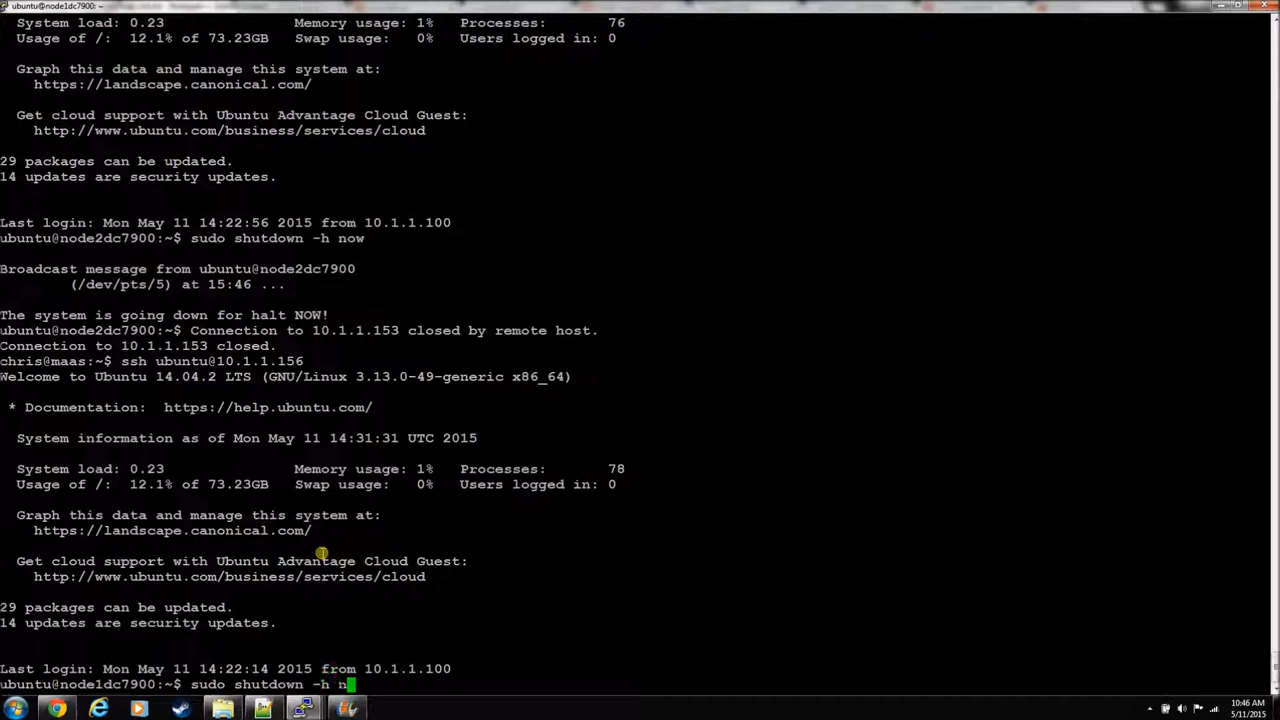 ubuntu@node1dc7900: ~
System load: 0.23 Memory usage: 1% Processes: 76
Usage of /: 12.1% of 73.23GB Swap usage: 0% Users logged in: 0
Graph this data and manage this system at:
https://landscape.canonical.com/
Get cloud support with Ubuntu Advantage Cloud Guest:
http://www.ubuntu.com/business/services/cloud
29 packages can be updated.
14 updates are security updates.
Last login: Mon May 11 14:22:56 2015 from 10.1.1.100
ubuntu@node2dc7900:~$ sudo shutdown -h now
Broadcast message from ubuntu@node2dc7900
(/dev/pts/5) at 15:46 ...
The system is going down for halt NOW!
ubuntu@node2dc7900:~$ Connection to 10.1.1.153 closed by remote host.
Connection to 10.1.1.153 closed.
chris@maas:~$ ssh ubuntu@10.1.1.156
Welcome to Ubuntu 14.04.2 LTS (GNU/Linux 3.13.0-49-generic x86_64)
* Documentation: https://help.ubuntu.com/
System information as of Mon May 11 14:31:31 UTC 2015
System load: 0.23 Memory usage: 1% Processes: 78
Usage of /: 12.1% of 73.23GB Swap usage: 0% Users logged in: 0
Graph this data and manage this system at:
https://landscape.canonical.com/
Get cloud support with Ubuntu Advantage Cloud Guest:
http://www.ubuntu.com/business/services/cloud
29 packages can be updated.
14 updates are security updates.
Last login: Mon May 11 14:22:14 2015 from 10.1.1.100
ubuntu@node1dc7900:~$ sudo shutdown -h n
10:46 AM
5/11/2015